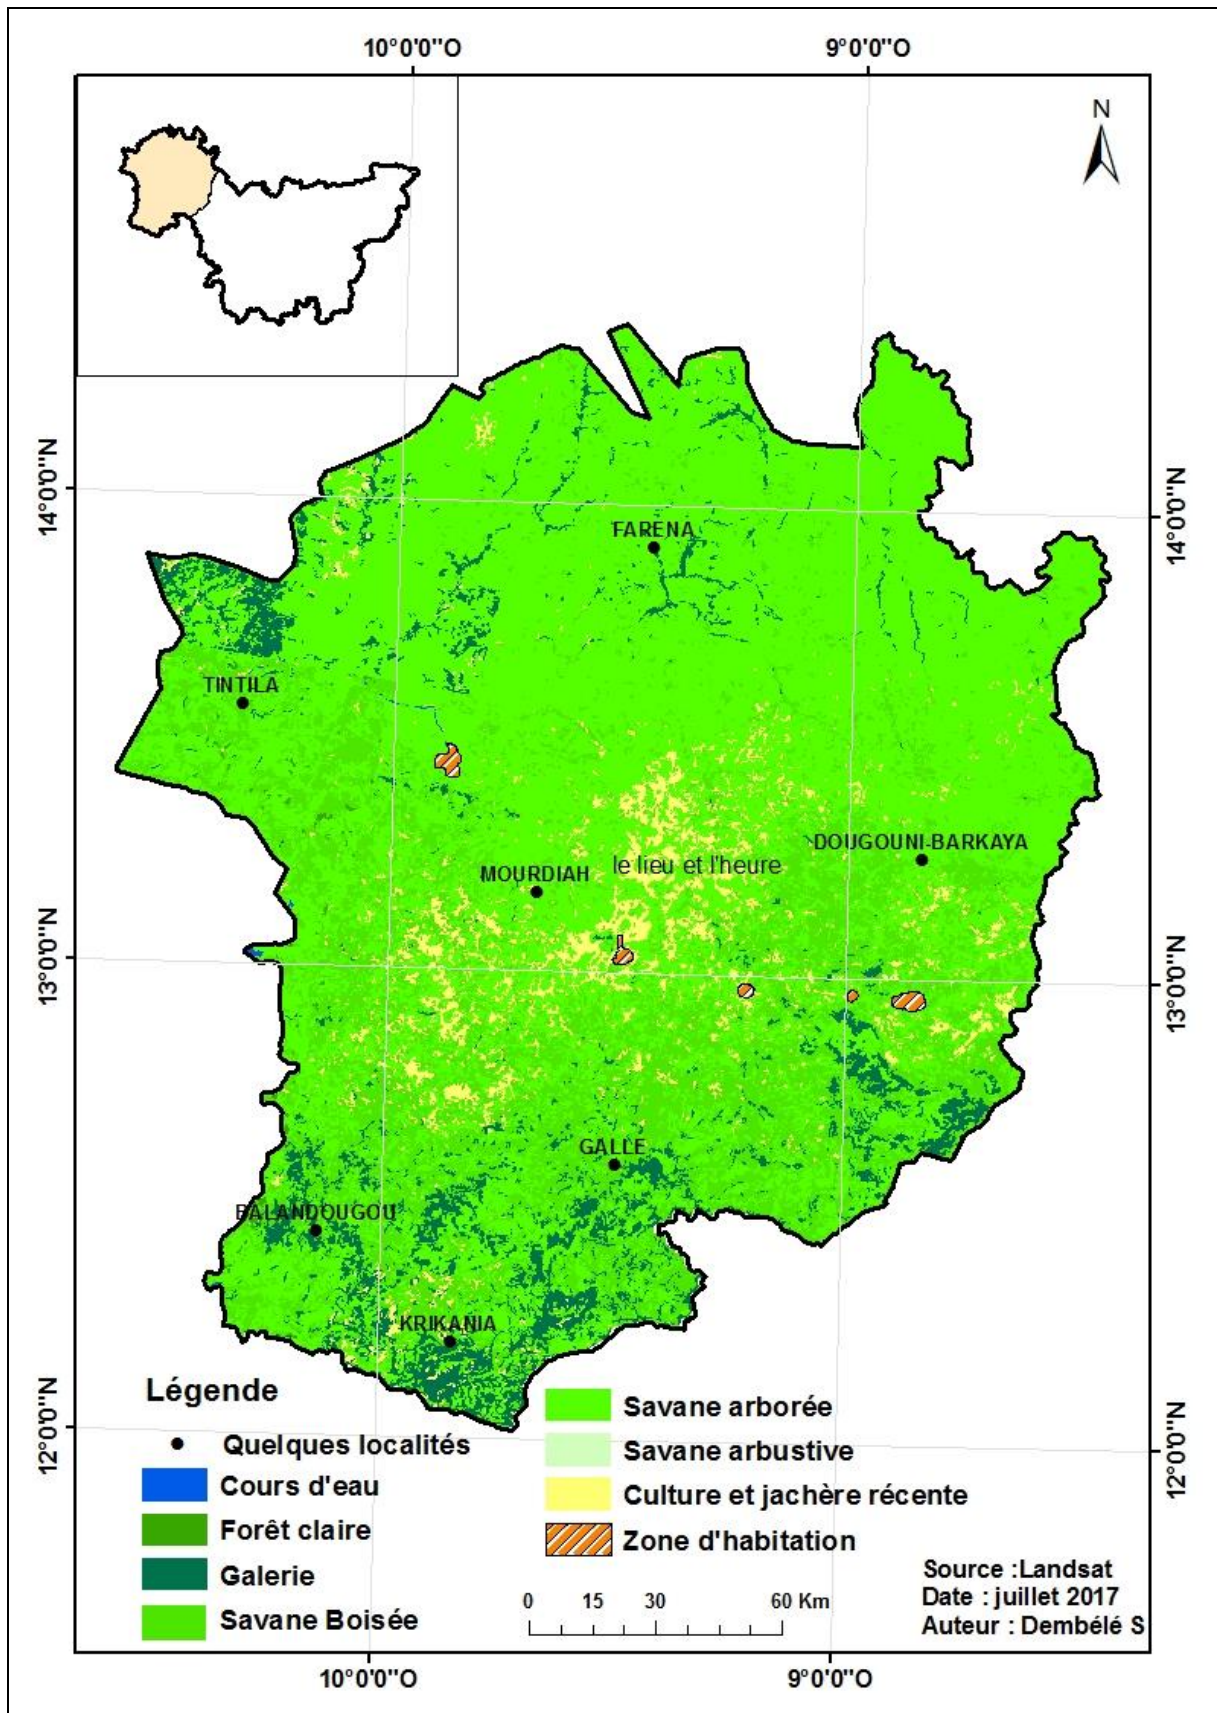 10°0'0"O
9°0'0"O
N
14°0'0"N
14°0'0"N
FARENA
TINTILA
DOUGOUNI-BARKAYA
le lieu et l'heure
MOURDIAH
13°0'0"N
13°0'0"N
GALLE
BALANDOUGOU
KRIKANIA
12°0'0"N
12°0'0"N
Légende
Quelques localités
Cours d'eau
Forêt claire
Galerie
Savane Boisée
Savane arborée
Savane arbustive
Culture et jachère récente
Zone d'habitation
0 15 30 60 Km
Source :Landsat
Date : juillet 2017
Auteur : Dembélé S
10°0'0"O
9°0'0"O